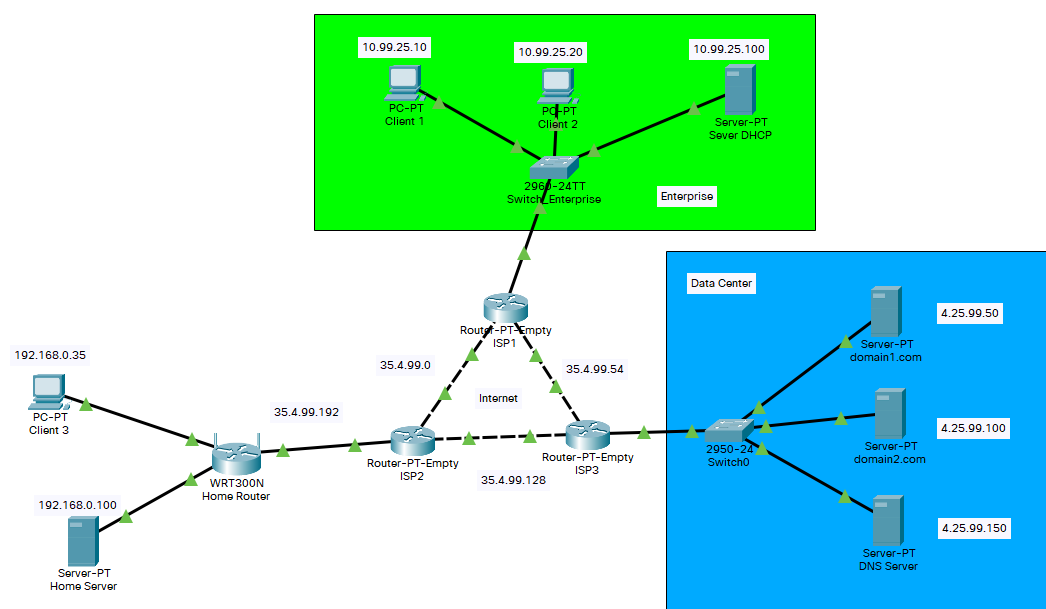 10.99.25.10
10.99.25.20
10.99.25.100
PC-PT
Client 1
PC-PT
Client 2
Server-PT
Sever DHCP
2960-24TT
Switch_Enterprise
Enterprise
Data Center
Router-PT-Empty
ISP1
4.25.99.50
Server-PT
domain1.com
192.168.0.35
35.4.99.0
35.4.99.54
PC-PT
Client 3
Internet
35.4.99.192
4.25.99.100
Router-PT-Empty
ISP2
Router-PT-Empty
ISP3
2950-24
Switch0
Server-PT
domain2.com
WRT300N
Home Router
35.4.99.128
192.168.0.100
4.25.99.150
Server-PT
DNS Server
Server-PT
Home Server